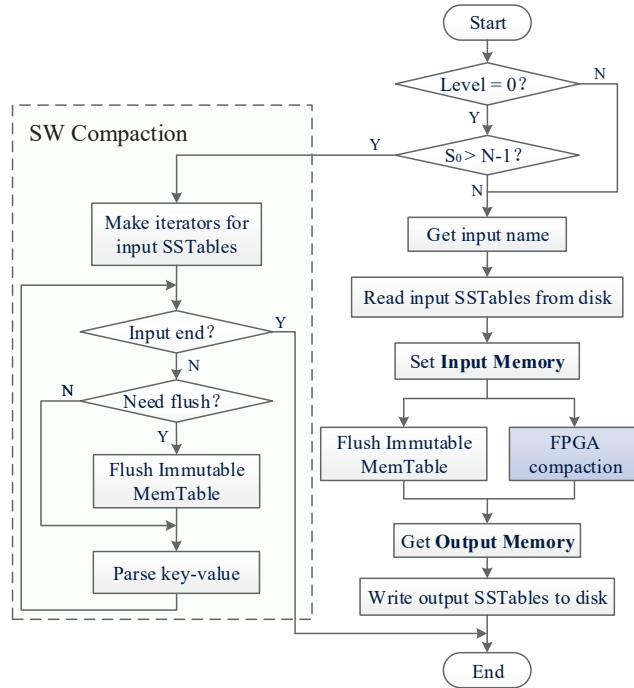 Start
Level = 0?
N
Y
SW Compaction
Y
S₀ > N-1?
N
Make iterators for
input SSTables
Get input name
Read input SSTables from disk
Input end?
Y
N
Set Input Memory
N
Need flush?
Y
Flush Immutable
MemTable
FPGA
compaction
Flush Immutable
MemTable
Get Output Memory
Parse key-value
Write output SSTables to disk
End